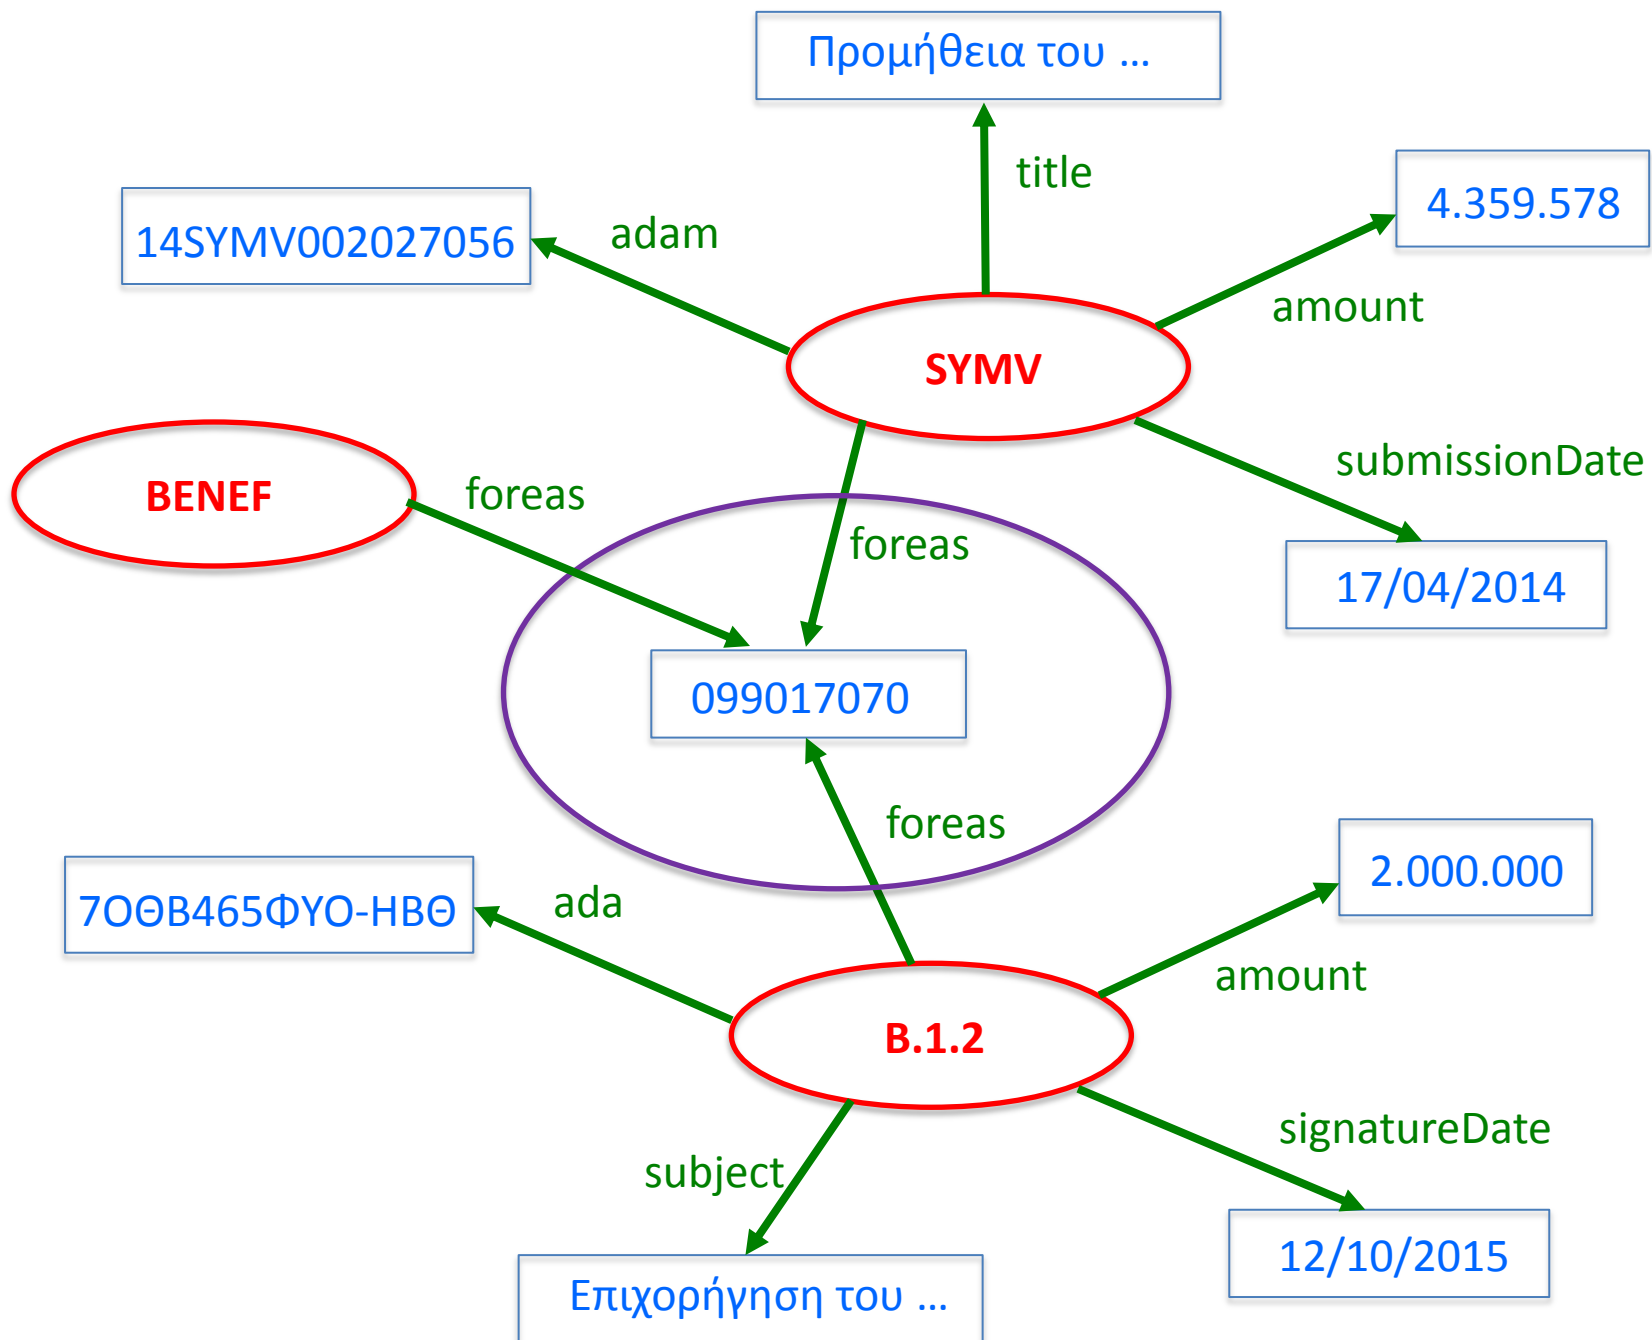 Προμήθεια του ...
title
4.359.578
14SYMV002027056
adam
amount
SYMV
submissionDate
BENEF
foreas
foreas
17/04/2014
099017070
foreas
2.000.000
7ΟΘΒ465ΦΥΟ-ΗΒΘ
ada
amount
B.1.2
signatureDate
subject
12/10/2015
Επιχορήγηση του ...